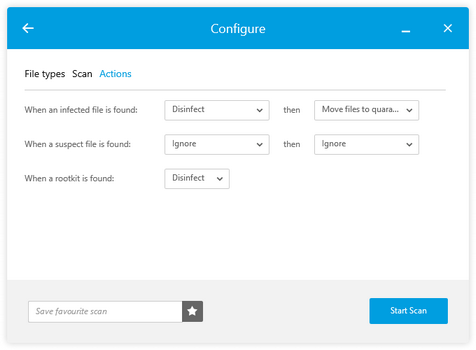 Configure
File types Scan Actions
When an infected file is found: Disinfect then Move files to quara...
When a suspect file is found: Ignore then Ignore
When a rootkit is found: Disinfect
Save favourite scan Start Scan